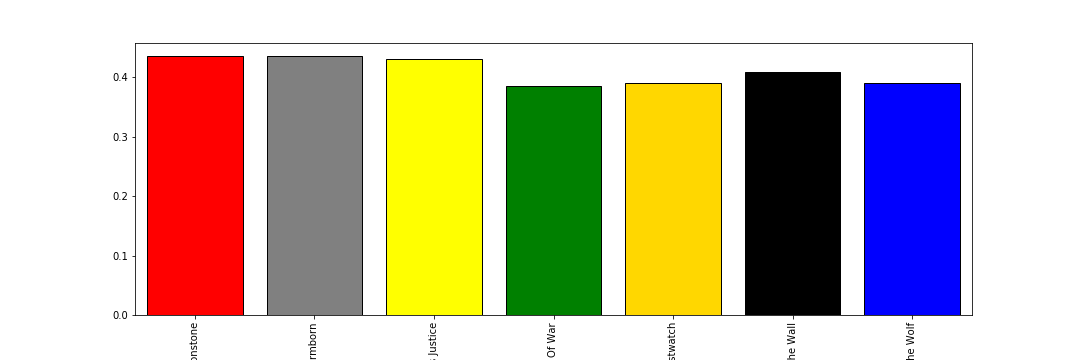 0.4
0.3
0.2
0.1
0.0
onstone
rmborn
Justice
Of War
stwatch
he Wall
he Wolf